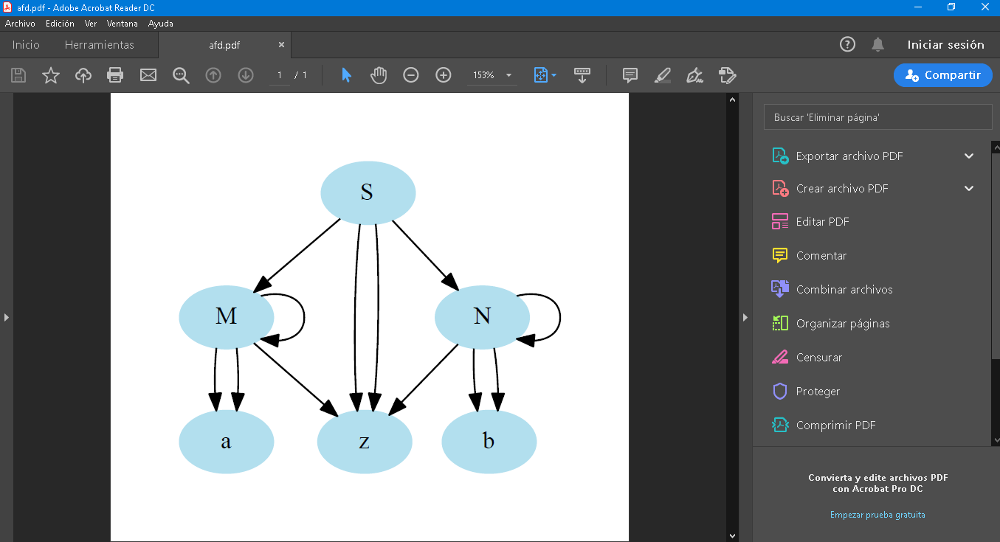 afd.pdf - Adobe Acrobat Reader DC
Archivo Edición Ver Ventana Ayuda
Inicio Herramientas afd.pdf × ? Iniciar sesión
1 / 1 153% Compartir
Buscar 'Eliminar página'
Exportar archivo PDF
Crear archivo PDF
Editar PDF
Comentar
Combinar archivos
Organizar páginas
Censurar
Proteger
Comprimir PDF
Convierta y edite archivos PDF
con Acrobat Pro DC
Empezar prueba gratuita
S
M N
a z b